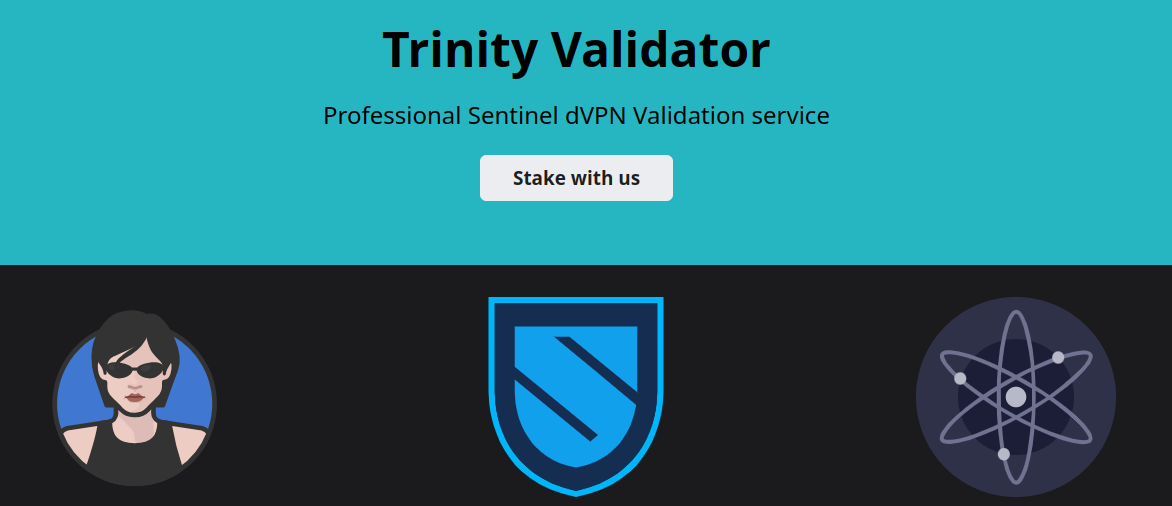 Trinity Validator
Professional Sentinel dVPN Validation service
Stake with us